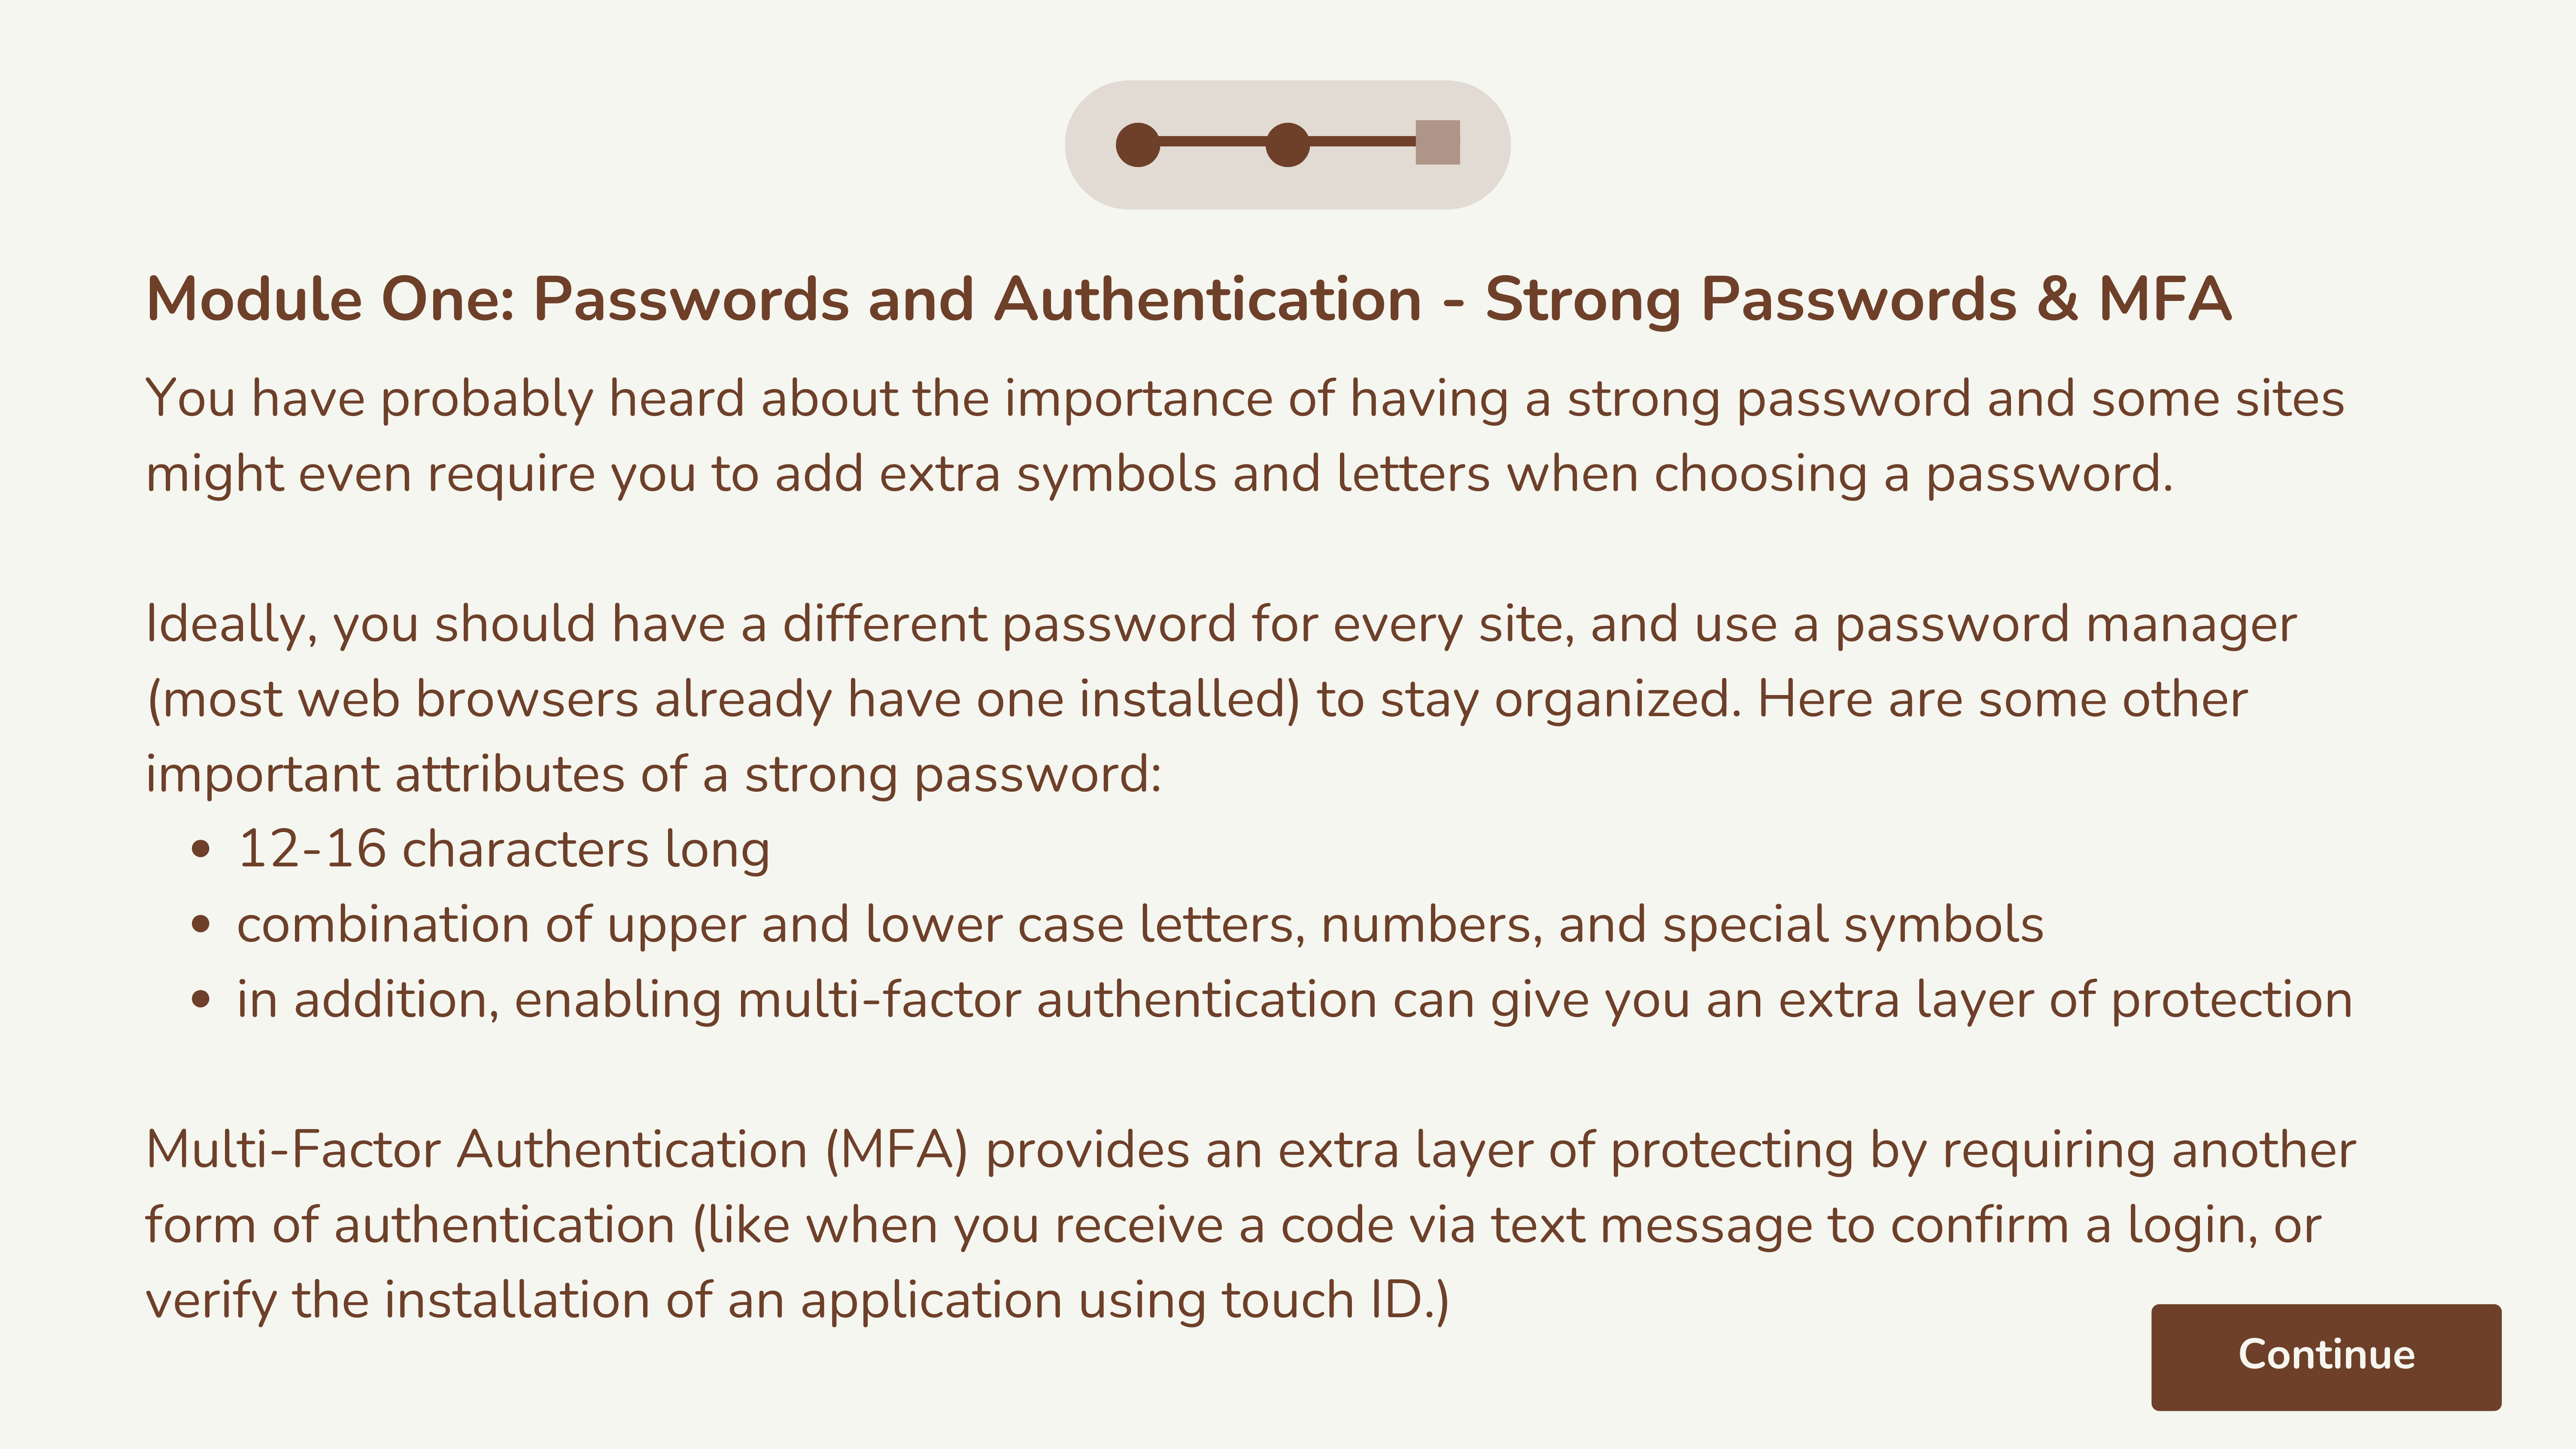 Module One: Passwords and Authentication - Strong Passwords & MFA
You have probably heard about the importance of having a strong password and some sites
might even require you to add extra symbols and letters when choosing a password.
Ideally, you should have a different password for every site, and use a password manager
(most web browsers already have one installed) to stay organized. Here are some other
important attributes of a strong password:
• 12-16 characters long
• combination of upper and lower case letters, numbers, and special symbols
• in addition, enabling multi-factor authentication can give you an extra layer of protection
Multi-Factor Authentication (MFA) provides an extra layer of protecting by requiring another
form of authentication (like when you receive a code via text message to confirm a login, or
verify the installation of an application using touch ID.)
Continue